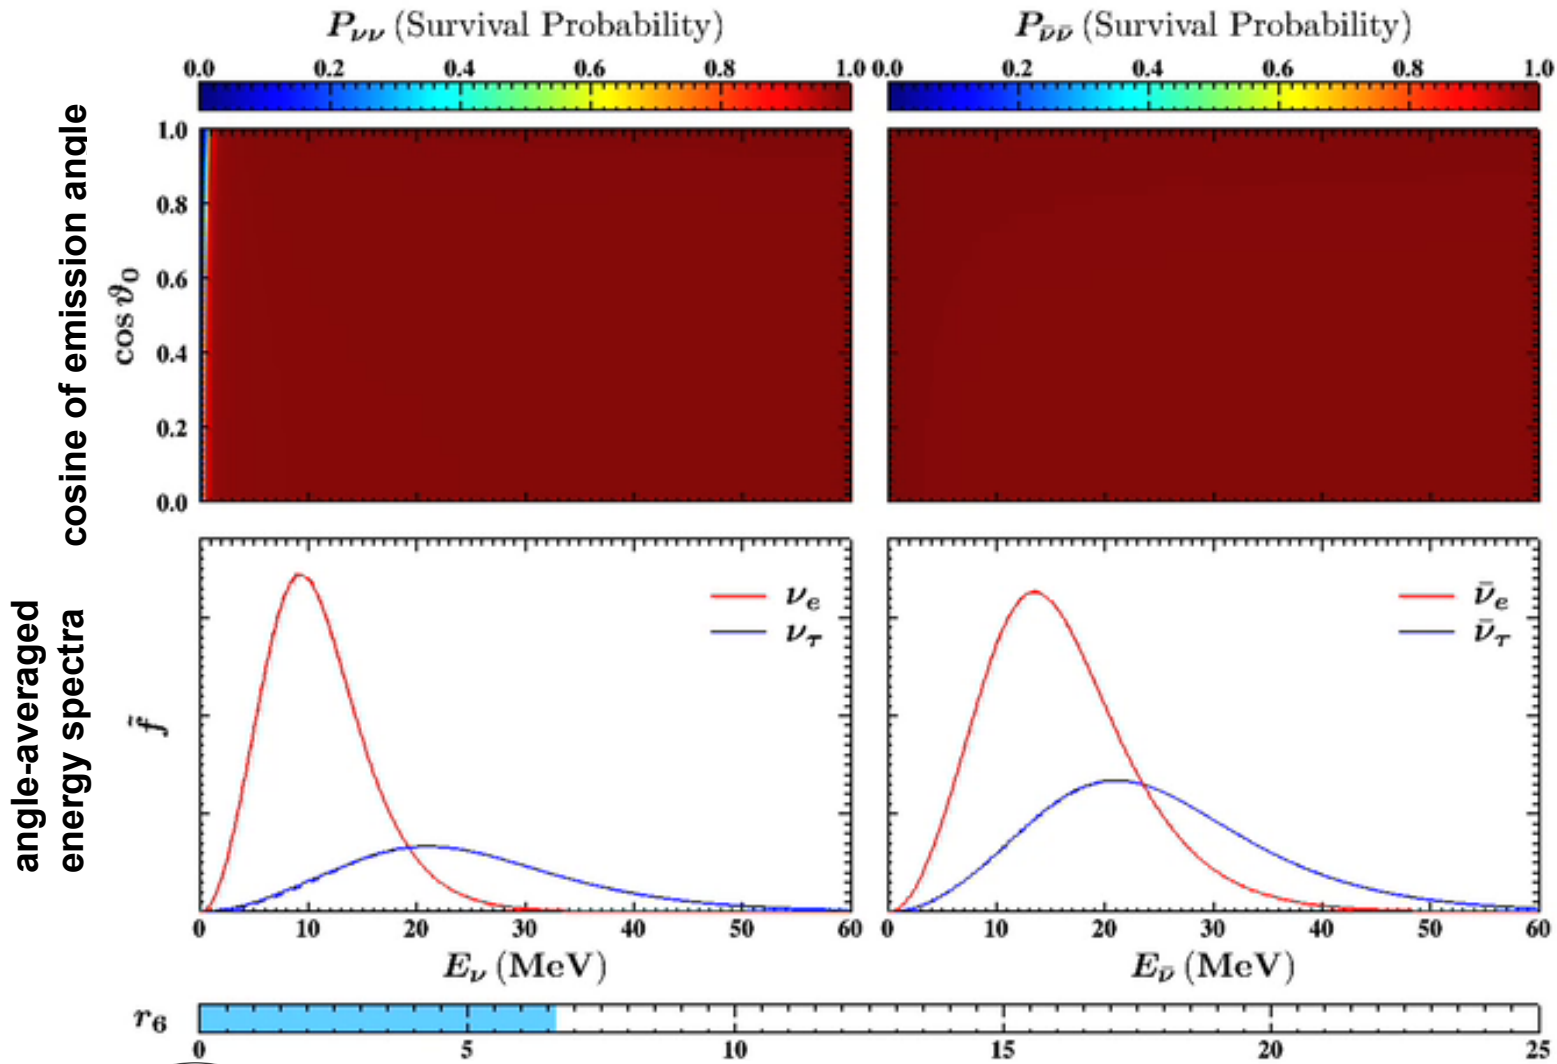 P_νν (Survival Probability)
P_ν̄ν̄ (Survival Probability)
0.0 0.2 0.4 0.6 0.8 1.0
0.0 0.2 0.4 0.6 0.8 1.0
cosine of emission angle
cos ϑ₀
1.0
0.8
0.6
0.4
0.2
0.0
angle-averaged
energy spectra
f̃
ν_e
ν_τ
ν̄_e
ν̄_τ
0 10 20 30 40 50 60
0 10 20 30 40 50 60
E_ν (MeV)
E_ν̄ (MeV)
r₆
0 5 10 15 20 25